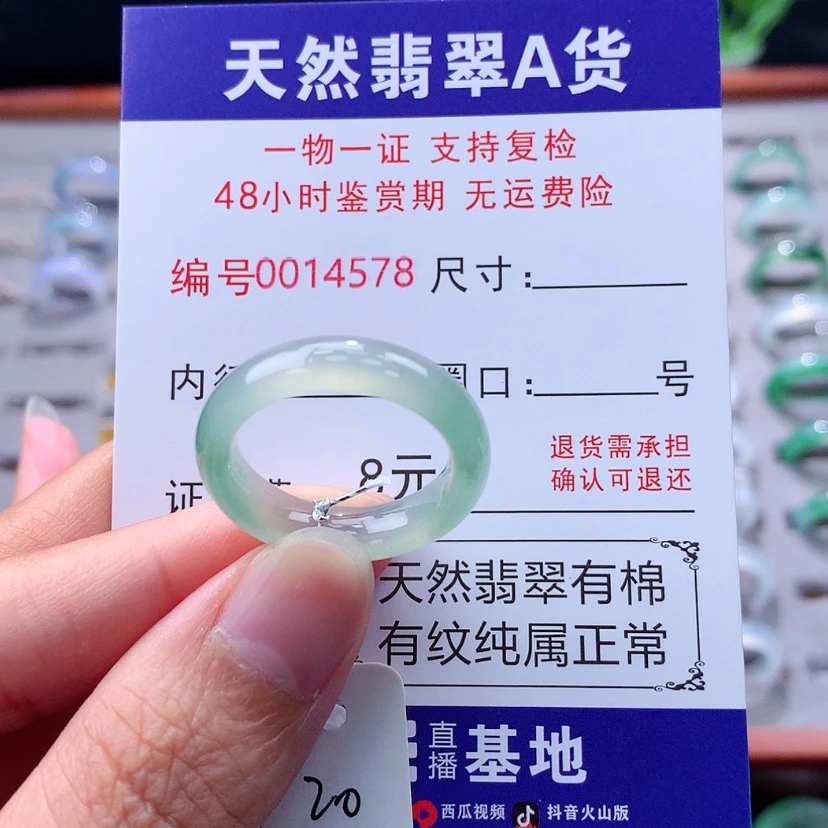 天然翡翠A货
一物一证 支持复检
48小时鉴赏期 无运费险
编号0014578 尺寸:
内 圈口: 号
退货需承担
确认可退还
证 8元
天然翡翠有棉
有纹纯属正常
直播基地
西瓜视频 抖音火山版
20